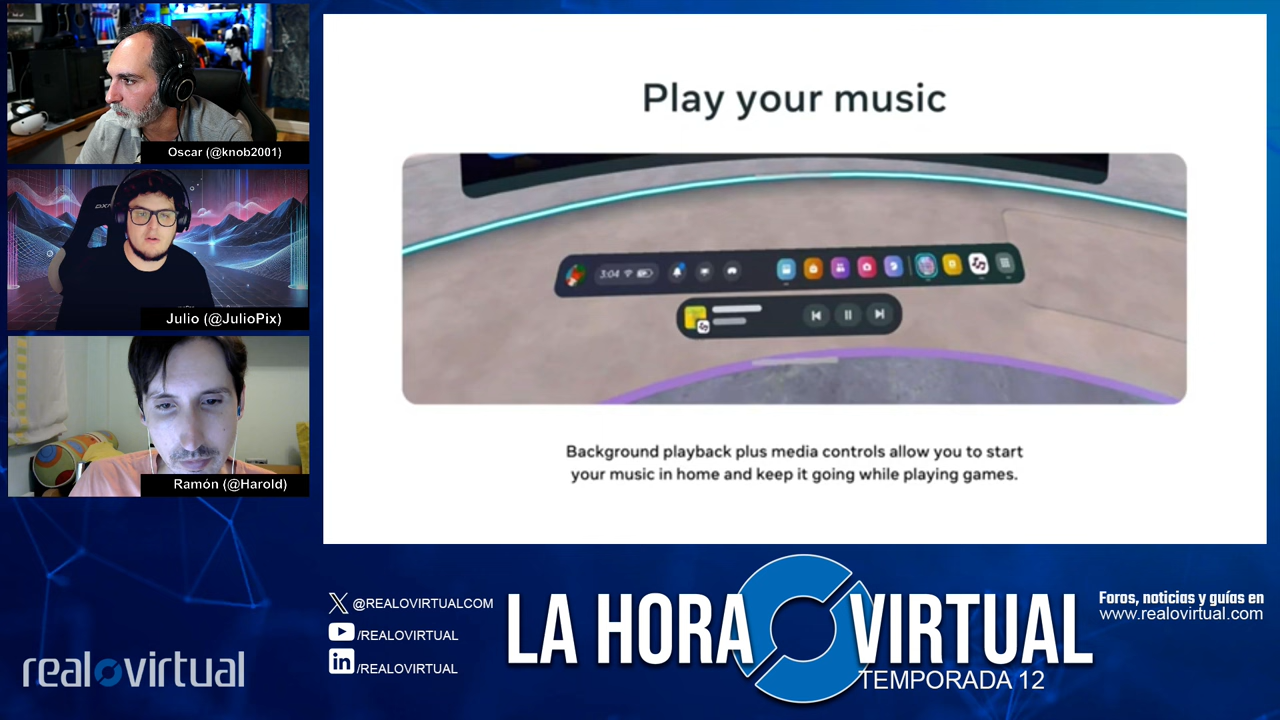 Oscar (@knob2001)
Julio (@JulioPix)
Ramón (@Harold)
Play your music
3:04
Background playback plus media controls allow you to start
your music in home and keep it going while playing games.
@REALOVIRTUALCOM
/REALOVIRTUAL
/REALOVIRTUAL
LA HORA VIRTUAL
TEMPORADA 12
Foros, noticias y guías en
www.realovirtual.com
realovirtual